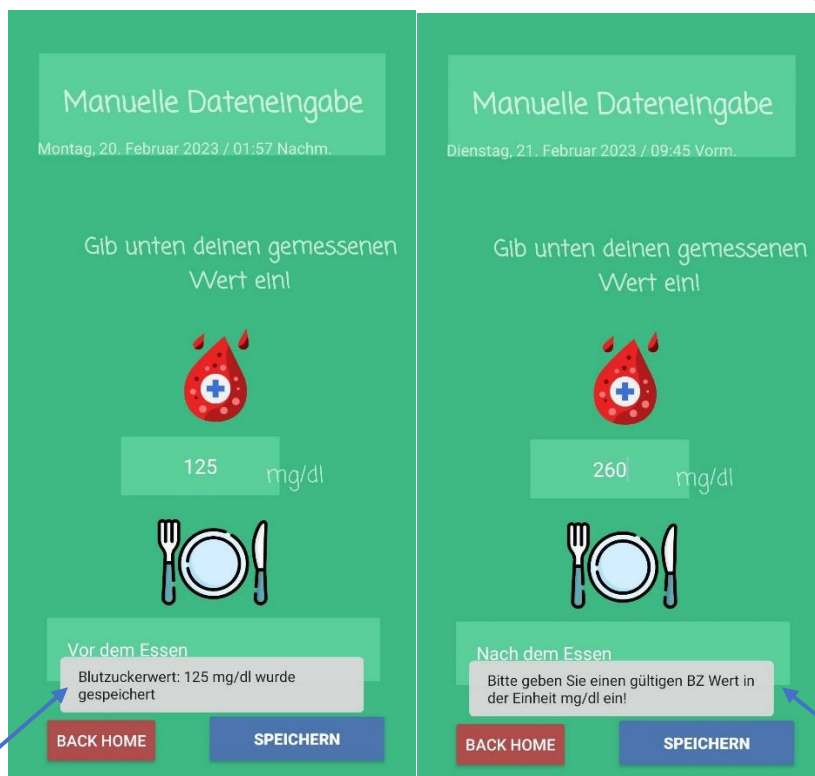 Manuelle Dateneingabe
Montag, 20. Februar 2023 / 01:57 Nachm.
Gib unten deinen gemessenen
Wert ein!
125
mg/dl
Vor dem Essen
Blutzuckerwert: 125 mg/dl wurde
gespeichert
BACK HOME
SPEICHERN
Manuelle Dateneingabe
Dienstag, 21. Februar 2023 / 09:45 Vorm.
Gib unten deinen gemessenen
Wert ein!
260
mg/dl
Nach dem Essen
Bitte geben Sie einen gültigen BZ Wert in
der Einheit mg/dl ein!
BACK HOME
SPEICHERN